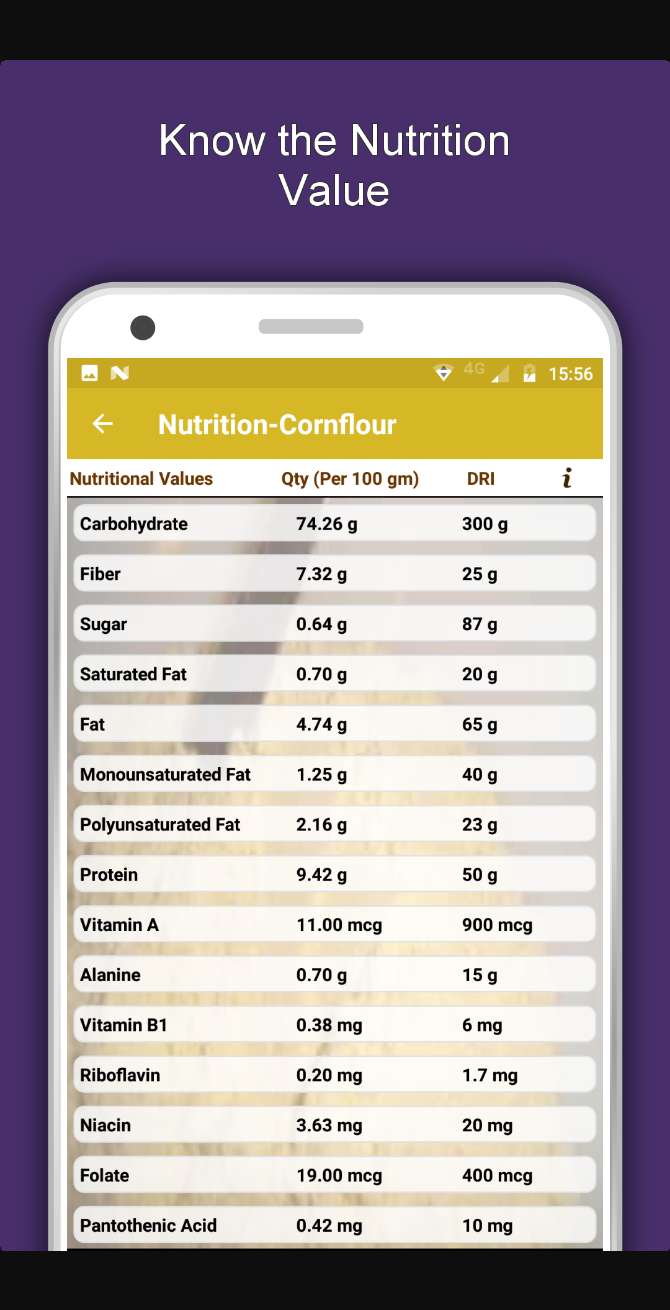 Know the Nutrition
Value
4G 15:56
Nutrition-Cornflour
Nutritional Values Qty (Per 100 gm) DRI i
Carbohydrate 74.26 g 300 g
Fiber 7.32 g 25 g
Sugar 0.64 g 87 g
Saturated Fat 0.70 g 20 g
Fat 4.74 g 65 g
Monounsaturated Fat 1.25 g 40 g
Polyunsaturated Fat 2.16 g 23 g
Protein 9.42 g 50 g
Vitamin A 11.00 mcg 900 mcg
Alanine 0.70 g 15 g
Vitamin B1 0.38 mg 6 mg
Riboflavin 0.20 mg 1.7 mg
Niacin 3.63 mg 20 mg
Folate 19.00 mcg 400 mcg
Pantothenic Acid 0.42 mg 10 mg